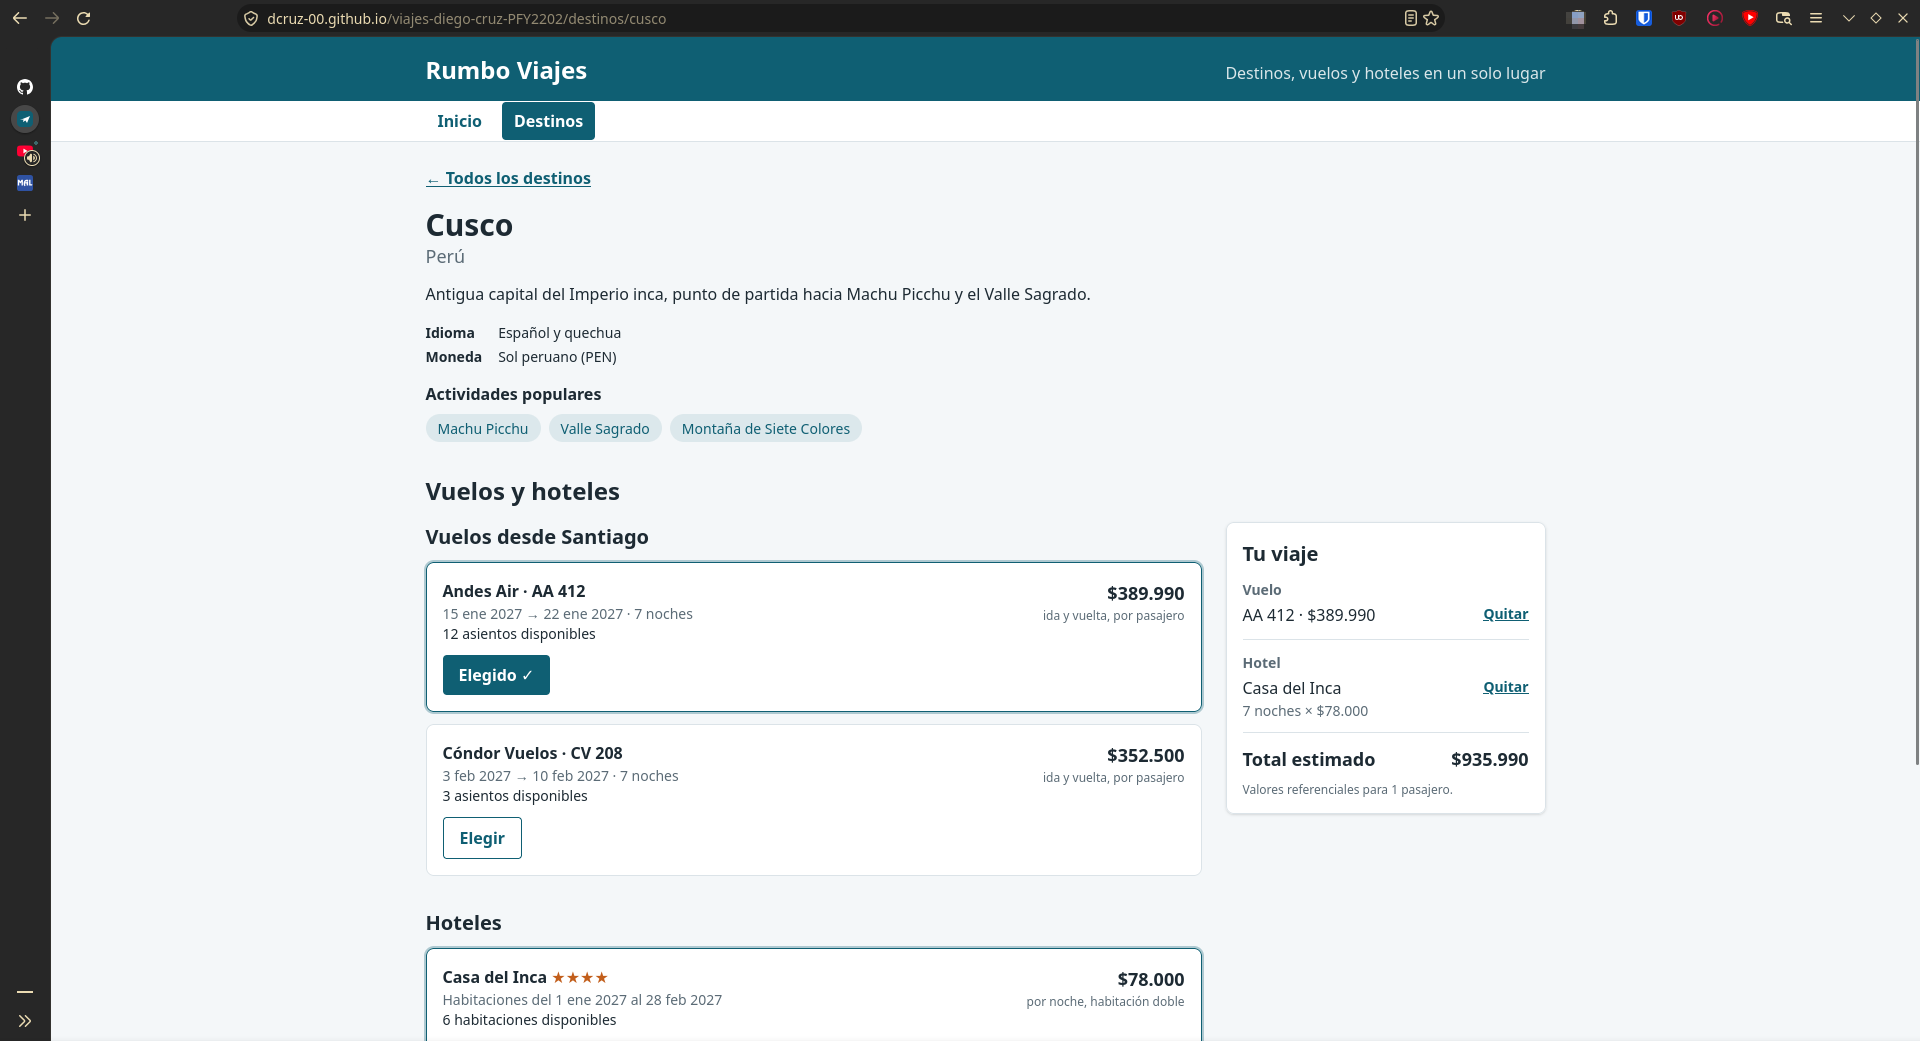 dcruz-00.github.io/viajes-diego-cruz-PFY2202/destinos/cusco
Rumbo Viajes
Destinos, vuelos y hoteles en un solo lugar
Inicio
Destinos
← Todos los destinos
Cusco
Perú
Antigua capital del Imperio inca, punto de partida hacia Machu Picchu y el Valle Sagrado.
Idioma Español y quechua
Moneda Sol peruano (PEN)
Actividades populares
Machu Picchu
Valle Sagrado
Montaña de Siete Colores
Vuelos y hoteles
Vuelos desde Santiago
Andes Air · AA 412
$389.990
15 ene 2027 → 22 ene 2027 · 7 noches
ida y vuelta, por pasajero
12 asientos disponibles
Elegido ✓
Cóndor Vuelos · CV 208
$352.500
3 feb 2027 → 10 feb 2027 · 7 noches
ida y vuelta, por pasajero
3 asientos disponibles
Elegir
Hoteles
Casa del Inca ★★★★
$78.000
Habitaciones del 1 ene 2027 al 28 feb 2027
por noche, habitación doble
6 habitaciones disponibles
Tu viaje
Vuelo
AA 412 · $389.990
Quitar
Hotel
Casa del Inca
Quitar
7 noches × $78.000
Total estimado $935.990
Valores referenciales para 1 pasajero.
MAL
UO